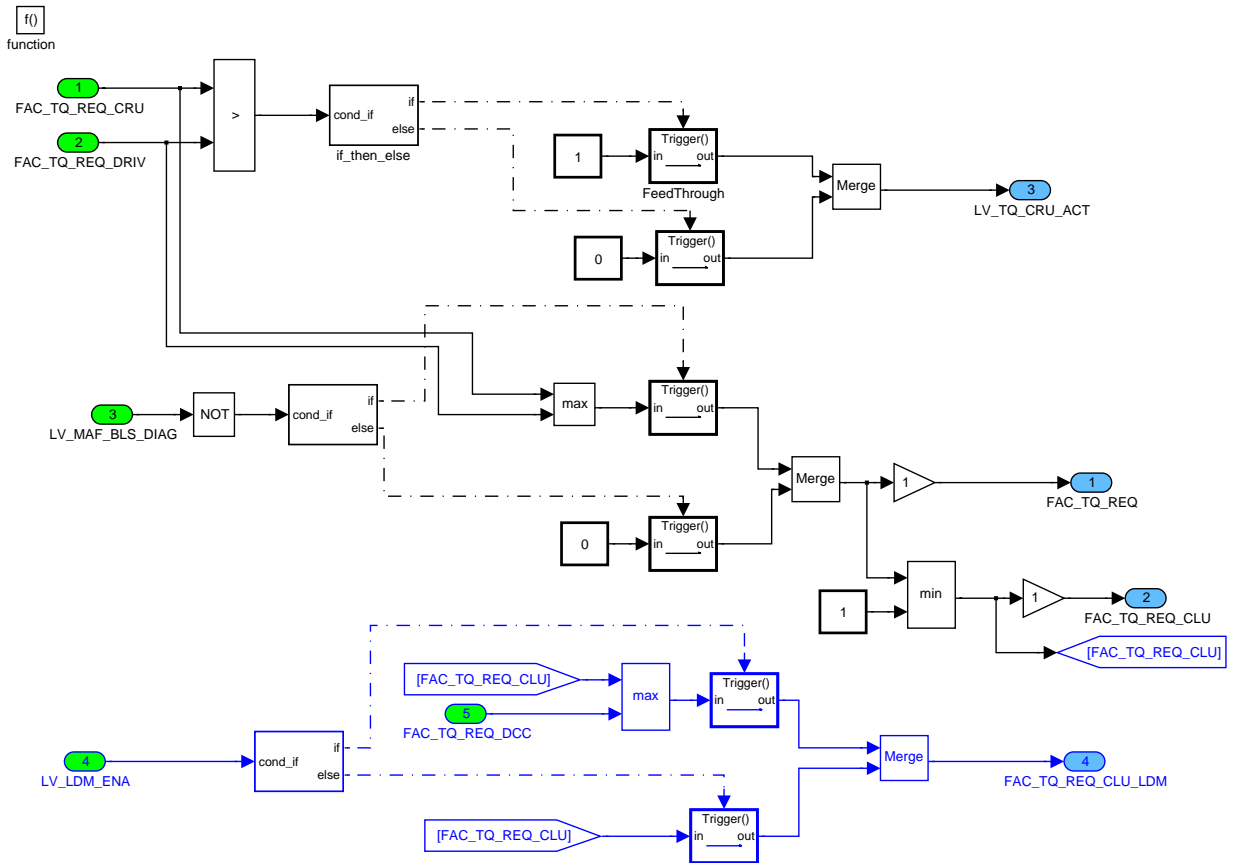 f()
function
1
FAC_TQ_REQ_CRU
2
FAC_TQ_REQ_DRIV
>
cond_if
if
else
if_then_else
1
Trigger()
in
out
FeedThrough
Merge
3
LV_TQ_CRU_ACT
0
Trigger()
in
out
3
LV_MAF_BLS_DIAG
NOT
cond_if
if
else
max
Trigger()
in
out
Merge
1
1
FAC_TQ_REQ
0
Trigger()
in
out
1
min
1
2
FAC_TQ_REQ_CLU
[FAC_TQ_REQ_CLU]
[FAC_TQ_REQ_CLU]
5
FAC_TQ_REQ_DCC
max
Trigger()
in
out
4
LV_LDM_ENA
cond_if
if
else
Merge
4
FAC_TQ_REQ_CLU_LDM
[FAC_TQ_REQ_CLU]
Trigger()
in
out